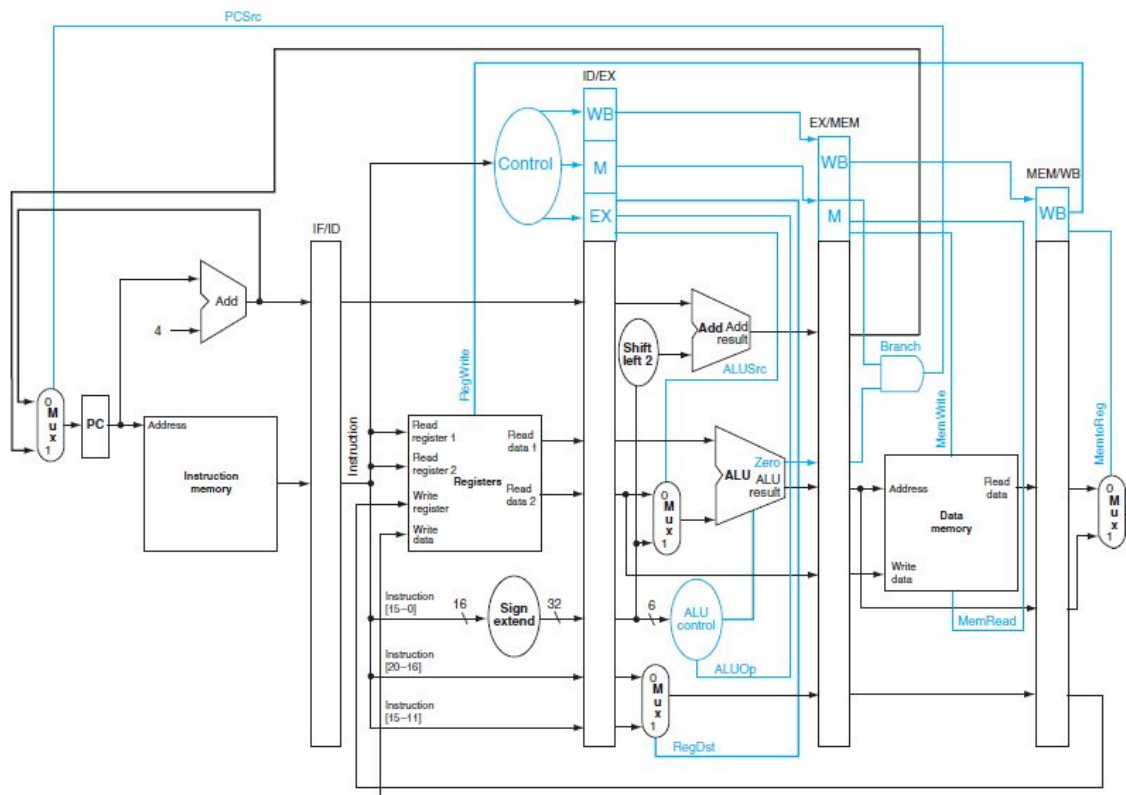 PCSrc
ID/EX
WB
EX/MEM
Control
M
WB
MEM/WB
EX
M
WB
IF/ID
Add
4
Add Add
result
Shift
left 2
Branch
ALUSrc
RegWrite
MemWrite
MemtoReg
0
M
u
x
1
PC
Address
Instruction
memory
Instruction
Read
register 1
Read
data 1
Read
register 2
Registers
Read
data 2
Write
register
Write
data
0
M
u
x
1
Zero
ALU
ALU
result
Address
Read
data
Data
memory
Write
data
0
M
u
x
1
Instruction
[15–0]
16
Sign
extend
32
6
ALU
control
MemRead
Instruction
[20–16]
ALUOp
0
M
u
x
1
Instruction
[15–11]
RegDst